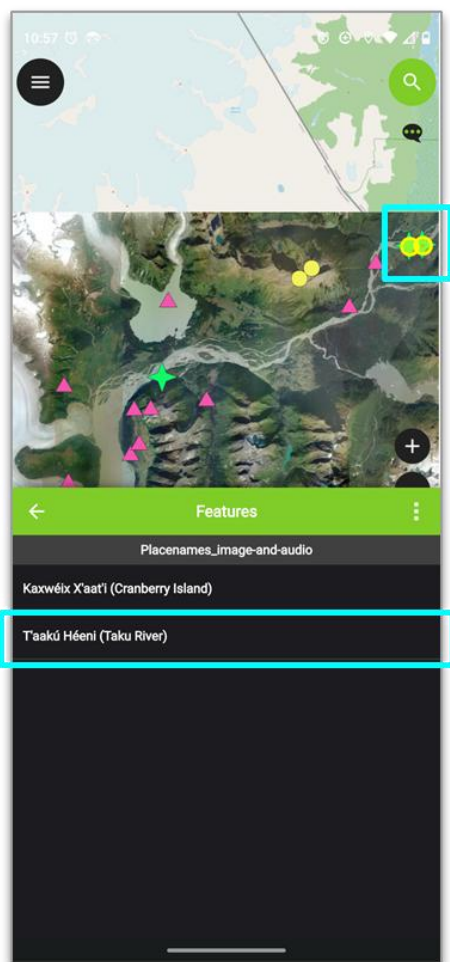 10:57
Features
Placenames_image-and-audio
Kaxwéix X'aat'i (Cranberry Island)
T'aakú Héeni (Taku River)